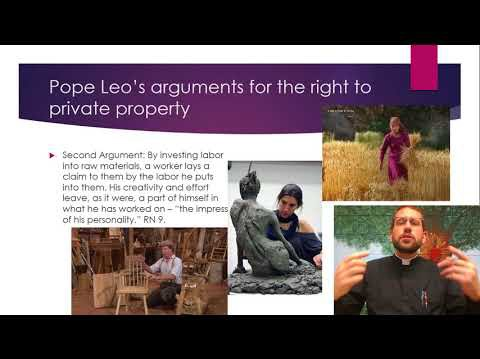 Pope Leo's arguments for the right to
private property
Second Argument: By investing labor
into raw materials, a worker lays a
claim to them by the labor he puts
into them. His creativity and effort
leave, as it were, a part of himself in
what he has worked on – "the impress
of his personality." RN 9.